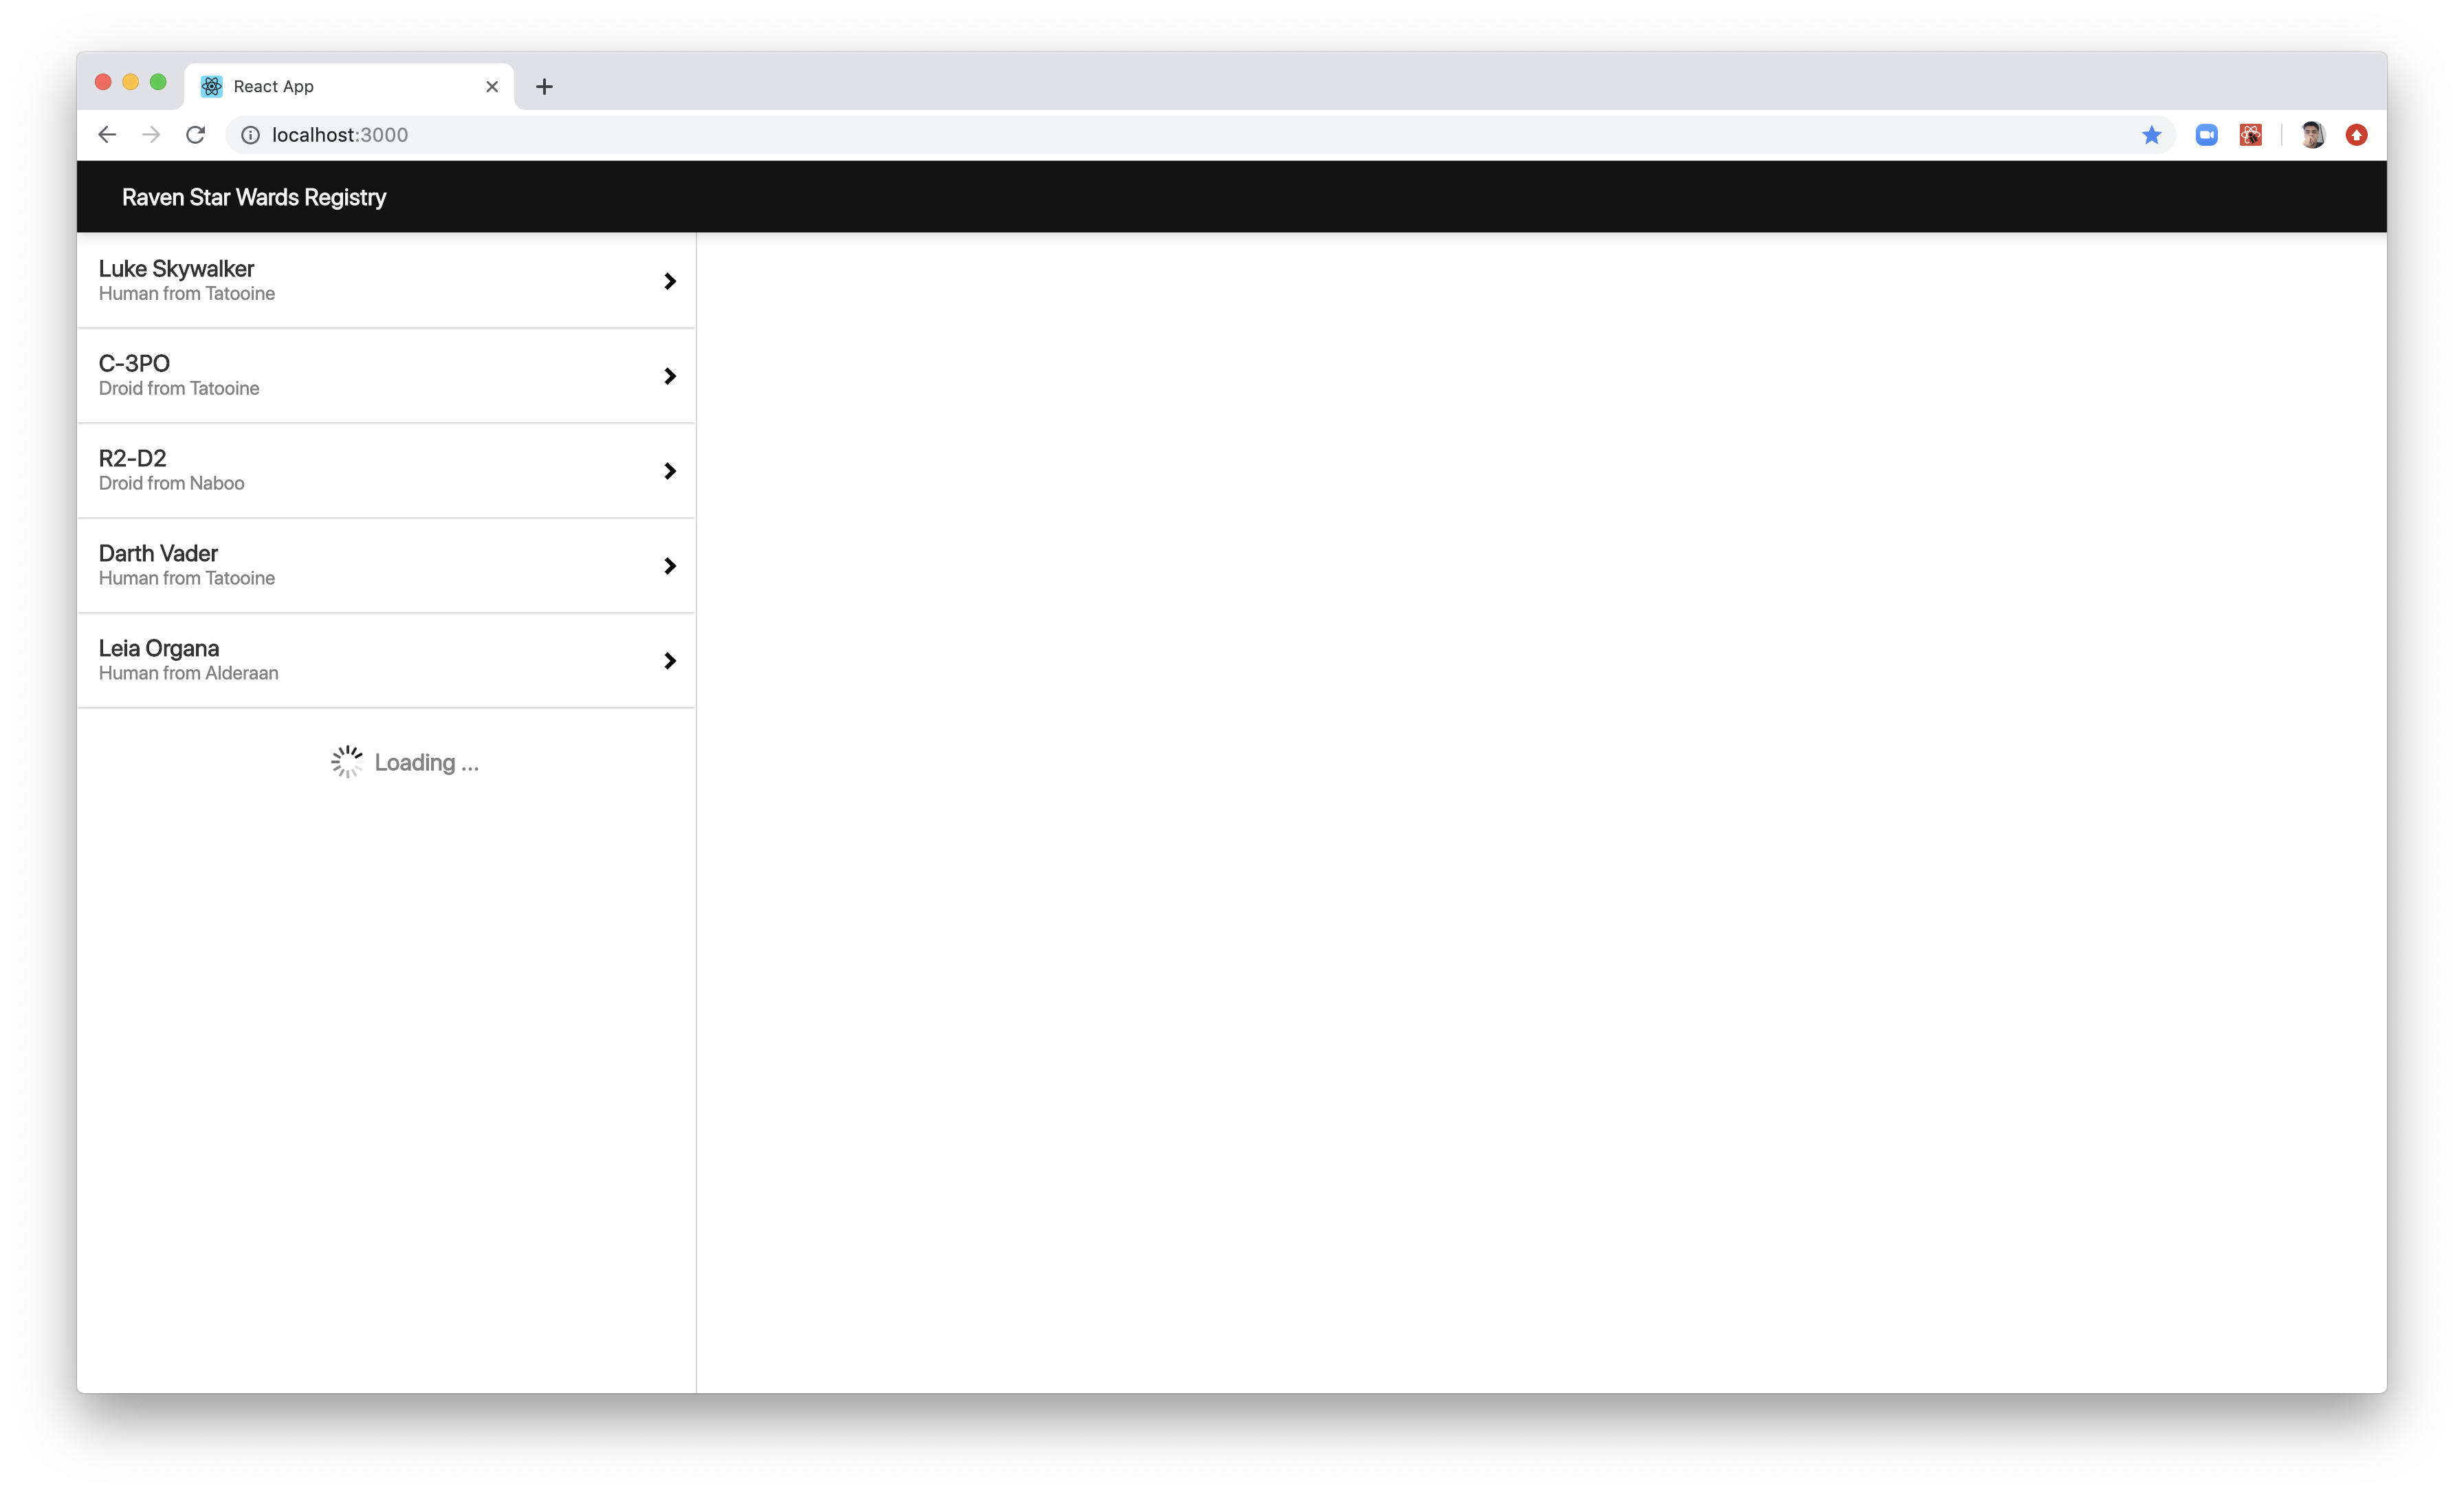 React App
localhost:3000
Raven Star Wards Registry
Luke Skywalker
Human from Tatooine
C-3PO
Droid from Tatooine
R2-D2
Droid from Naboo
Darth Vader
Human from Tatooine
Leia Organa
Human from Alderaan
Loading ...